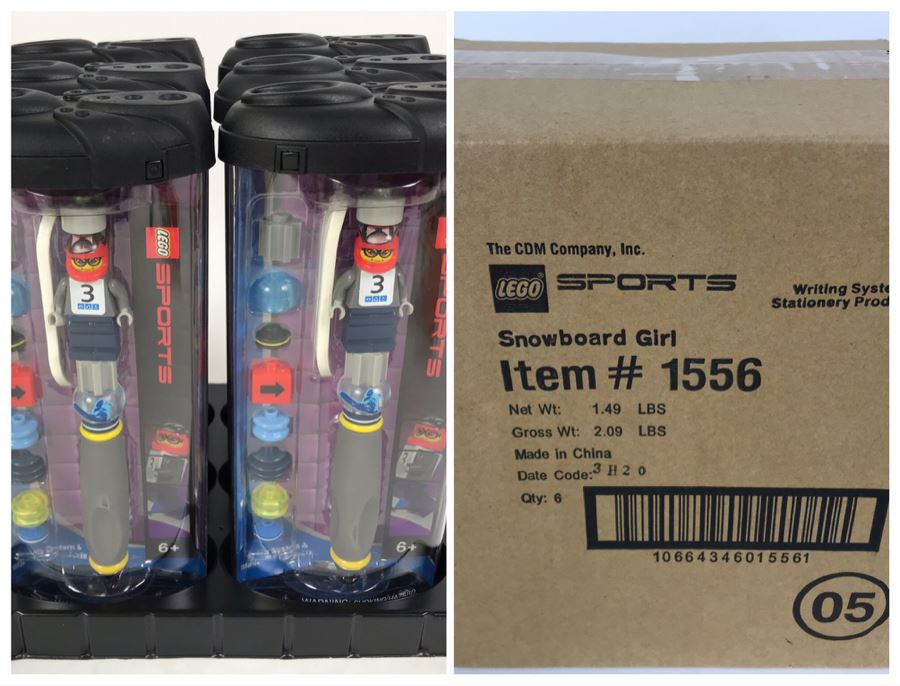 LEGO
SPORTS
3
6+
LEGO
SPORTS
3
6+
WARNING:
The CDM Company, Inc.
LEGO SPORTS
Writing Syste
Stationery Prod
Snowboard Girl
Item # 1556
Net Wt: 1.49 LBS
Gross Wt: 2.09 LBS
Made in China
Date Code: 3 H 2 0
Qty: 6
10664346015561
05